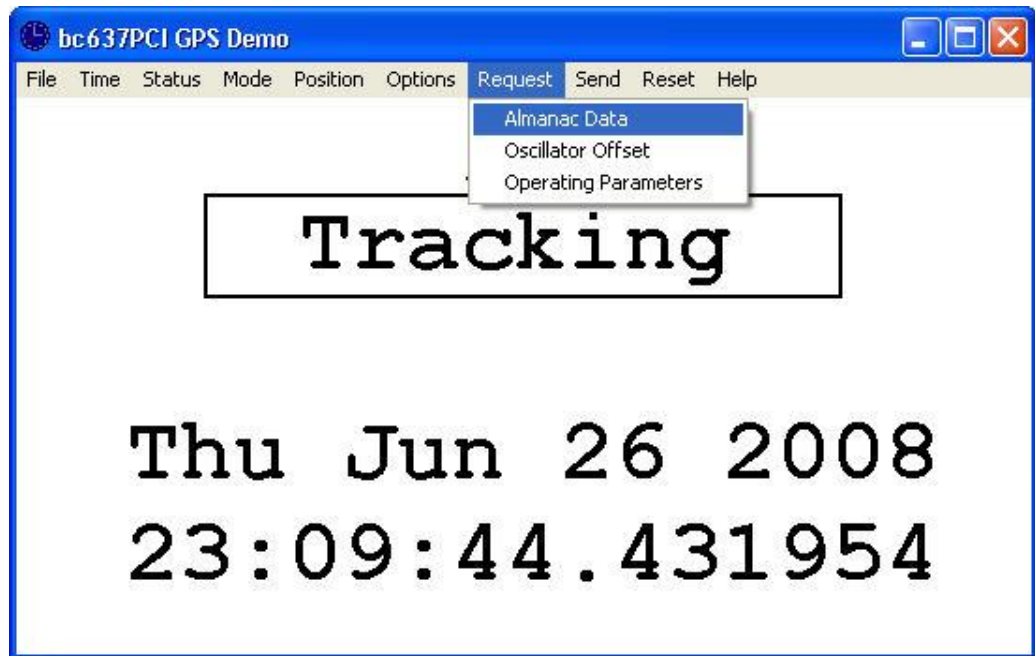 bc637PCI GPS Demo
File Time Status Mode Position Options Request Send Reset Help
Almanac Data
Oscillator Offset
Operating Parameters
Tracking
Thu Jun 26 2008
23:09:44.431954